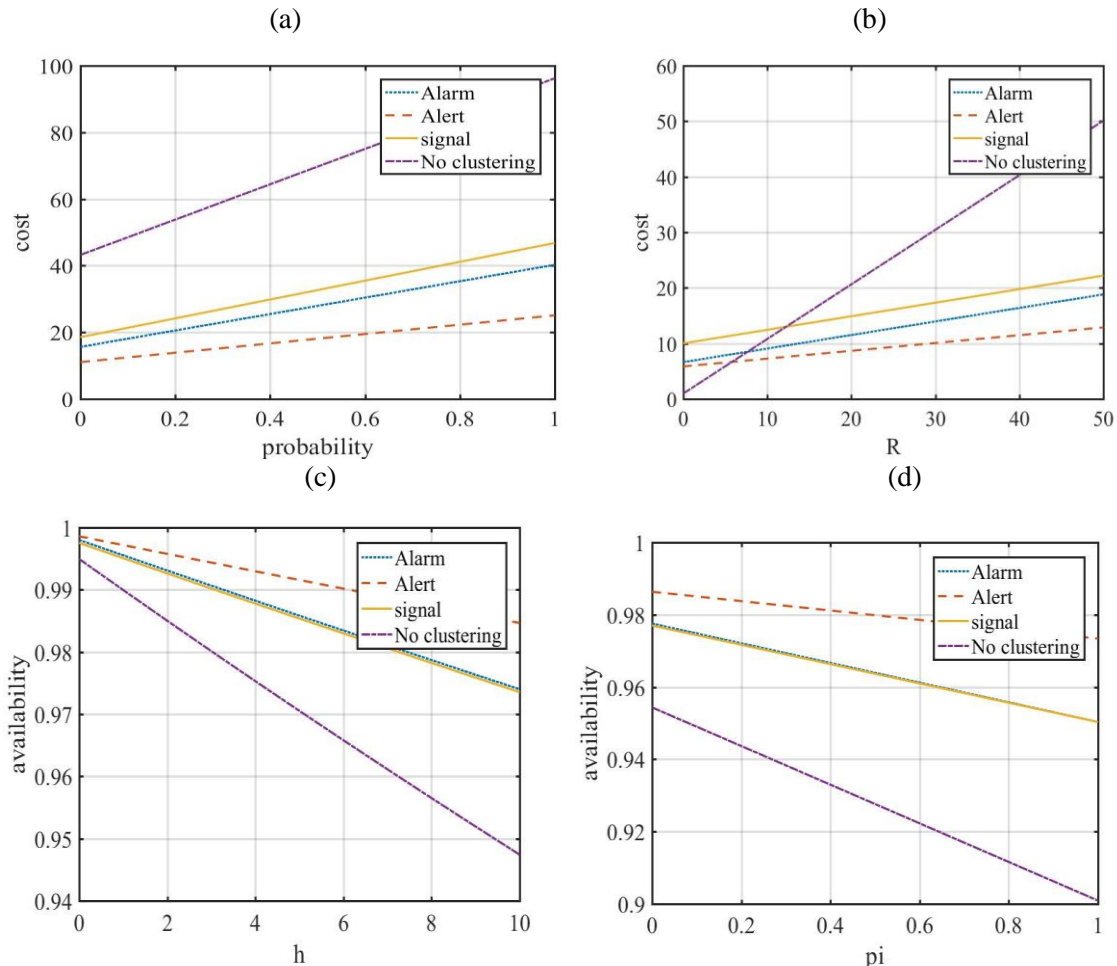 (a)
100
80
60
40
20
0
cost
0 0.2 0.4 0.6 0.8 1
probability
Alarm
Alert
signal
No clustering
(b)
60
50
40
30
20
10
0
cost
0 10 20 30 40 50
R
Alarm
Alert
signal
No clustering
(c)
1
0.99
0.98
0.97
0.96
0.95
0.94
availability
0 2 4 6 8 10
h
Alarm
Alert
signal
No clustering
(d)
1
0.98
0.96
0.94
0.92
0.9
availability
0 0.2 0.4 0.6 0.8 1
pi
Alarm
Alert
signal
No clustering